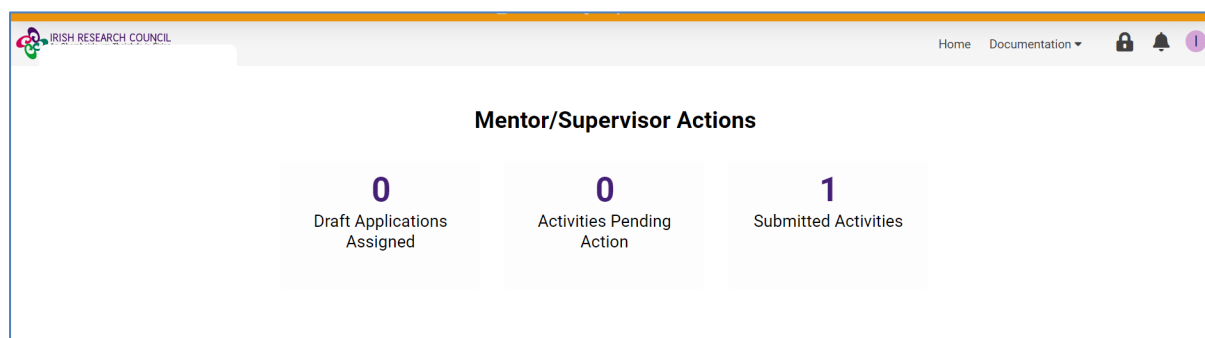 IRISH RESEARCH COUNCIL
Home Documentation
I
Mentor/Supervisor Actions
0
Draft Applications
Assigned
0
Activities Pending
Action
1
Submitted Activities